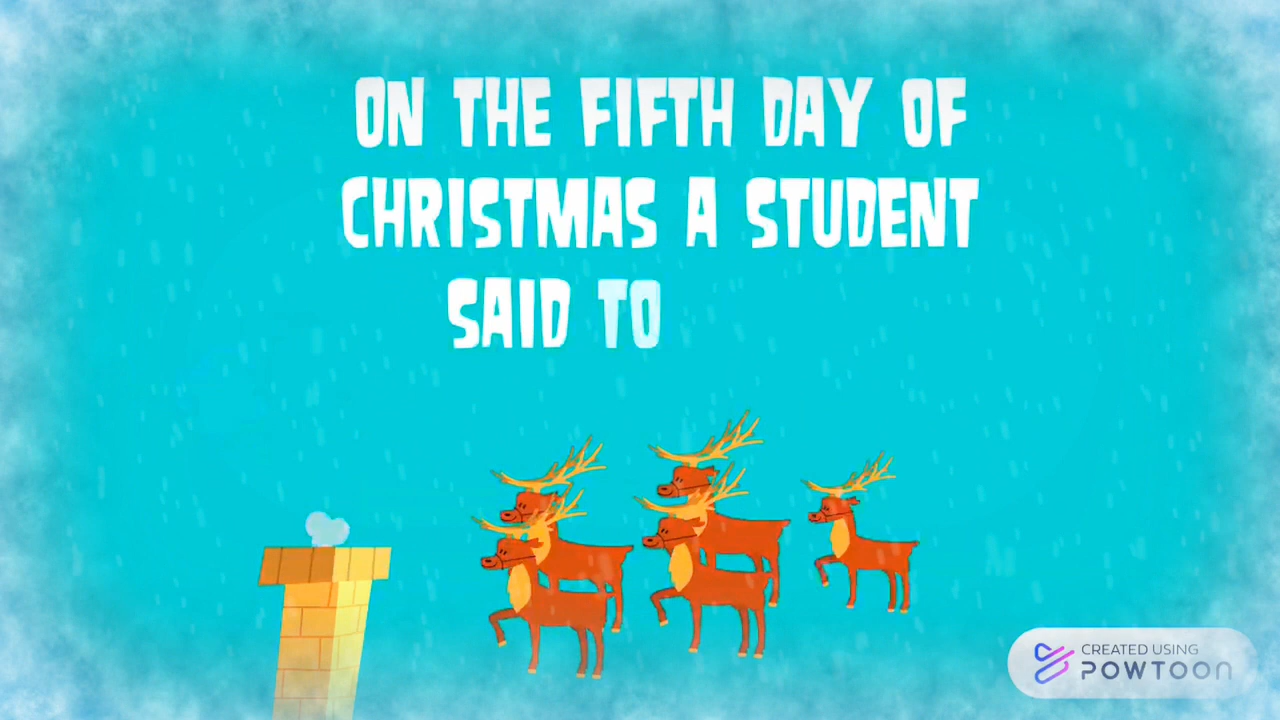 ON THE FIFTH DAY OF
CHRISTMAS A STUDENT
SAID TO
CREATED USING
POWTOON